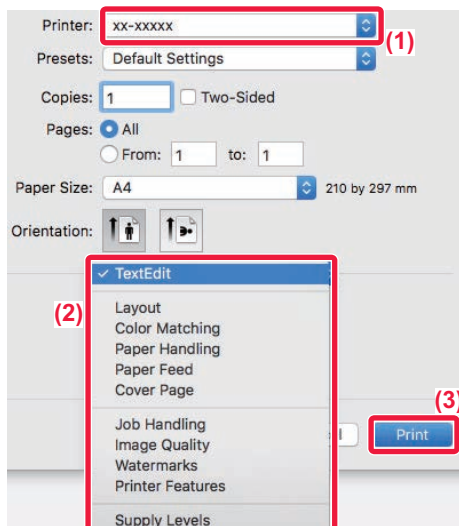 Printer: xx-xxxxx
(1)
Presets: Default Settings
Copies: 1 Two-Sided
Pages: All
From: 1 to: 1
Paper Size: A4 210 by 297 mm
Orientation:
✓ TextEdit
(2)
Layout
Color Matching
Paper Handling
Paper Feed
Cover Page
(3)
Job Handling
Image Quality
Watermarks
Printer Features
Print
Supply Levels